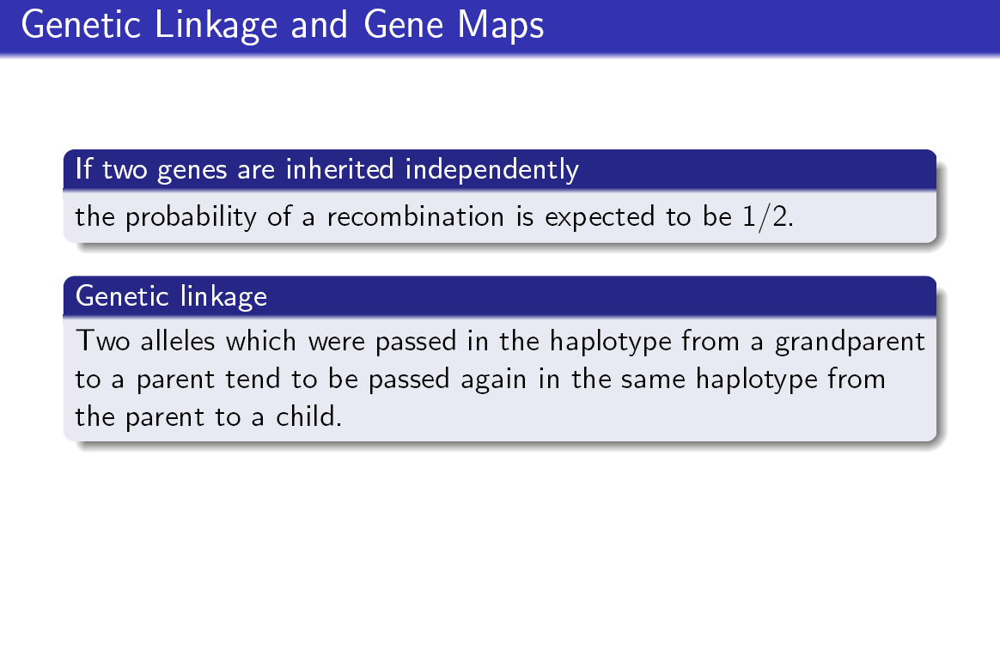 Genetic Linkage and Gene Maps
If two genes are inherited independently
the probability of a recombination is expected to be 1/2.
Genetic linkage
Two alleles which were passed in the haplotype from a grandparent
to a parent tend to be passed again in the same haplotype from
the parent to a child.